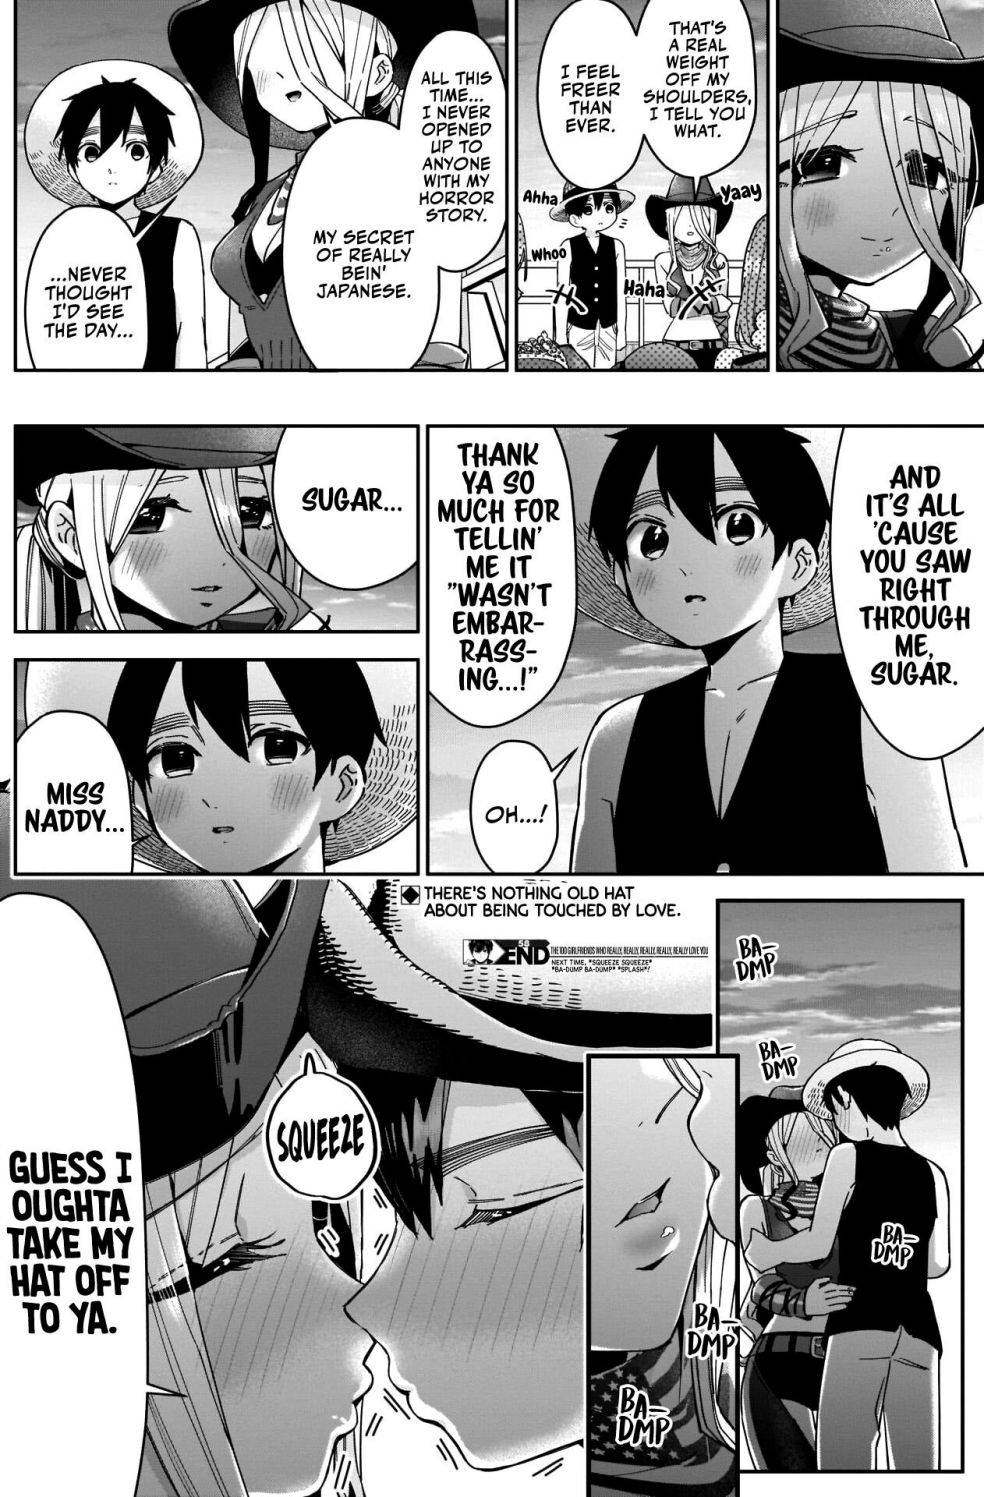 THAT'S
A REAL
WEIGHT
OFF MY
SHOULDERS,
I TELL YOU
WHAT.
I FEEL
FREER
THAN
EVER.
Yaay
Ahha
Whoo
Haha
ALL THIS
TIME...
I NEVER
OPENED
UP TO
ANYONE
WITH MY
HORROR
STORY.
MY SECRET
OF REALLY
BEIN'
JAPANESE.
...NEVER
THOUGHT
I'D SEE
THE DAY...
AND
IT'S ALL
'CAUSE
YOU SAW
RIGHT
THROUGH
ME,
SUGAR.
THANK
YA SO
MUCH FOR
TELLIN'
ME IT
"WASN'T
EMBAR-
RASS-
ING...!"
OH...!
SUGAR...
MISS
NADDY...
BA-
DMP
BA-
DMP
BA-
DMP
BA-
DMP
BA-
DMP
THERE'S NOTHING OLD HAT
ABOUT BEING TOUCHED BY LOVE.
58
END
THE 100 GIRLFRIENDS WHO REALLY, REALLY, REALLY, REALLY, REALLY LOVE YOU
NEXT TIME, *SQUEEZE SQUEEZE*
*BA-DUMP BA-DUMP* *SPLASH*!
SQUEEZE
GUESS I
OUGHTA
TAKE MY
HAT OFF
TO YA.